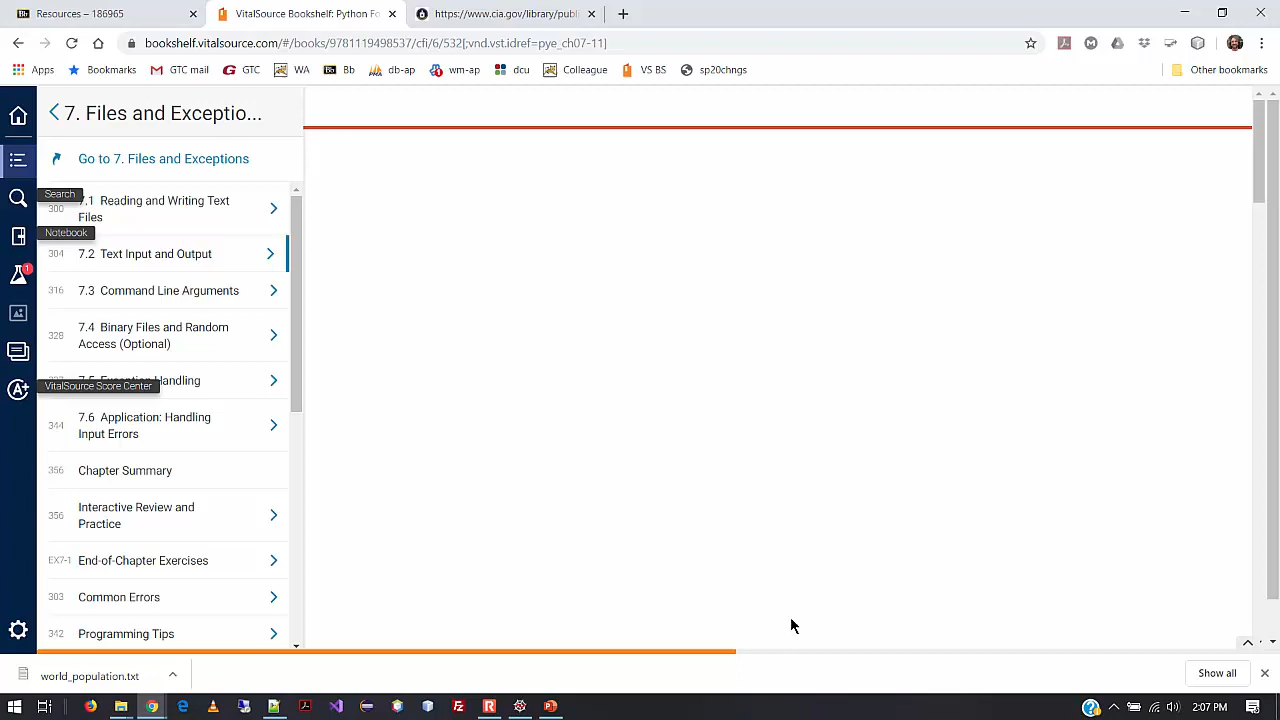 Resources – 186965
VitalSource Bookshelf: Python Fo
https://www.cia.gov/library/publ
bookshelf.vitalsource.com/#/books/9781119498537/cfi/6/532[;vnd.vst.idref=pye_ch07-11]
Apps
Bookmarks
GTC mail
GTC
WA
Bb
db-ap
wm-ap
dcu
Colleague
VS BS
sp20chngs
Other bookmarks
7. Files and Exceptio...
Go to 7. Files and Exceptions
Search
300 7.1 Reading and Writing Text
Files
Notebook
304 7.2 Text Input and Output
1
316 7.3 Command Line Arguments
328 7.4 Binary Files and Random
Access (Optional)
VitalSource Score Center
Handling
344 7.6 Application: Handling
Input Errors
356 Chapter Summary
356 Interactive Review and
Practice
EX7-1 End-of-Chapter Exercises
303 Common Errors
342 Programming Tips
world_population.txt
Show all
2:07 PM